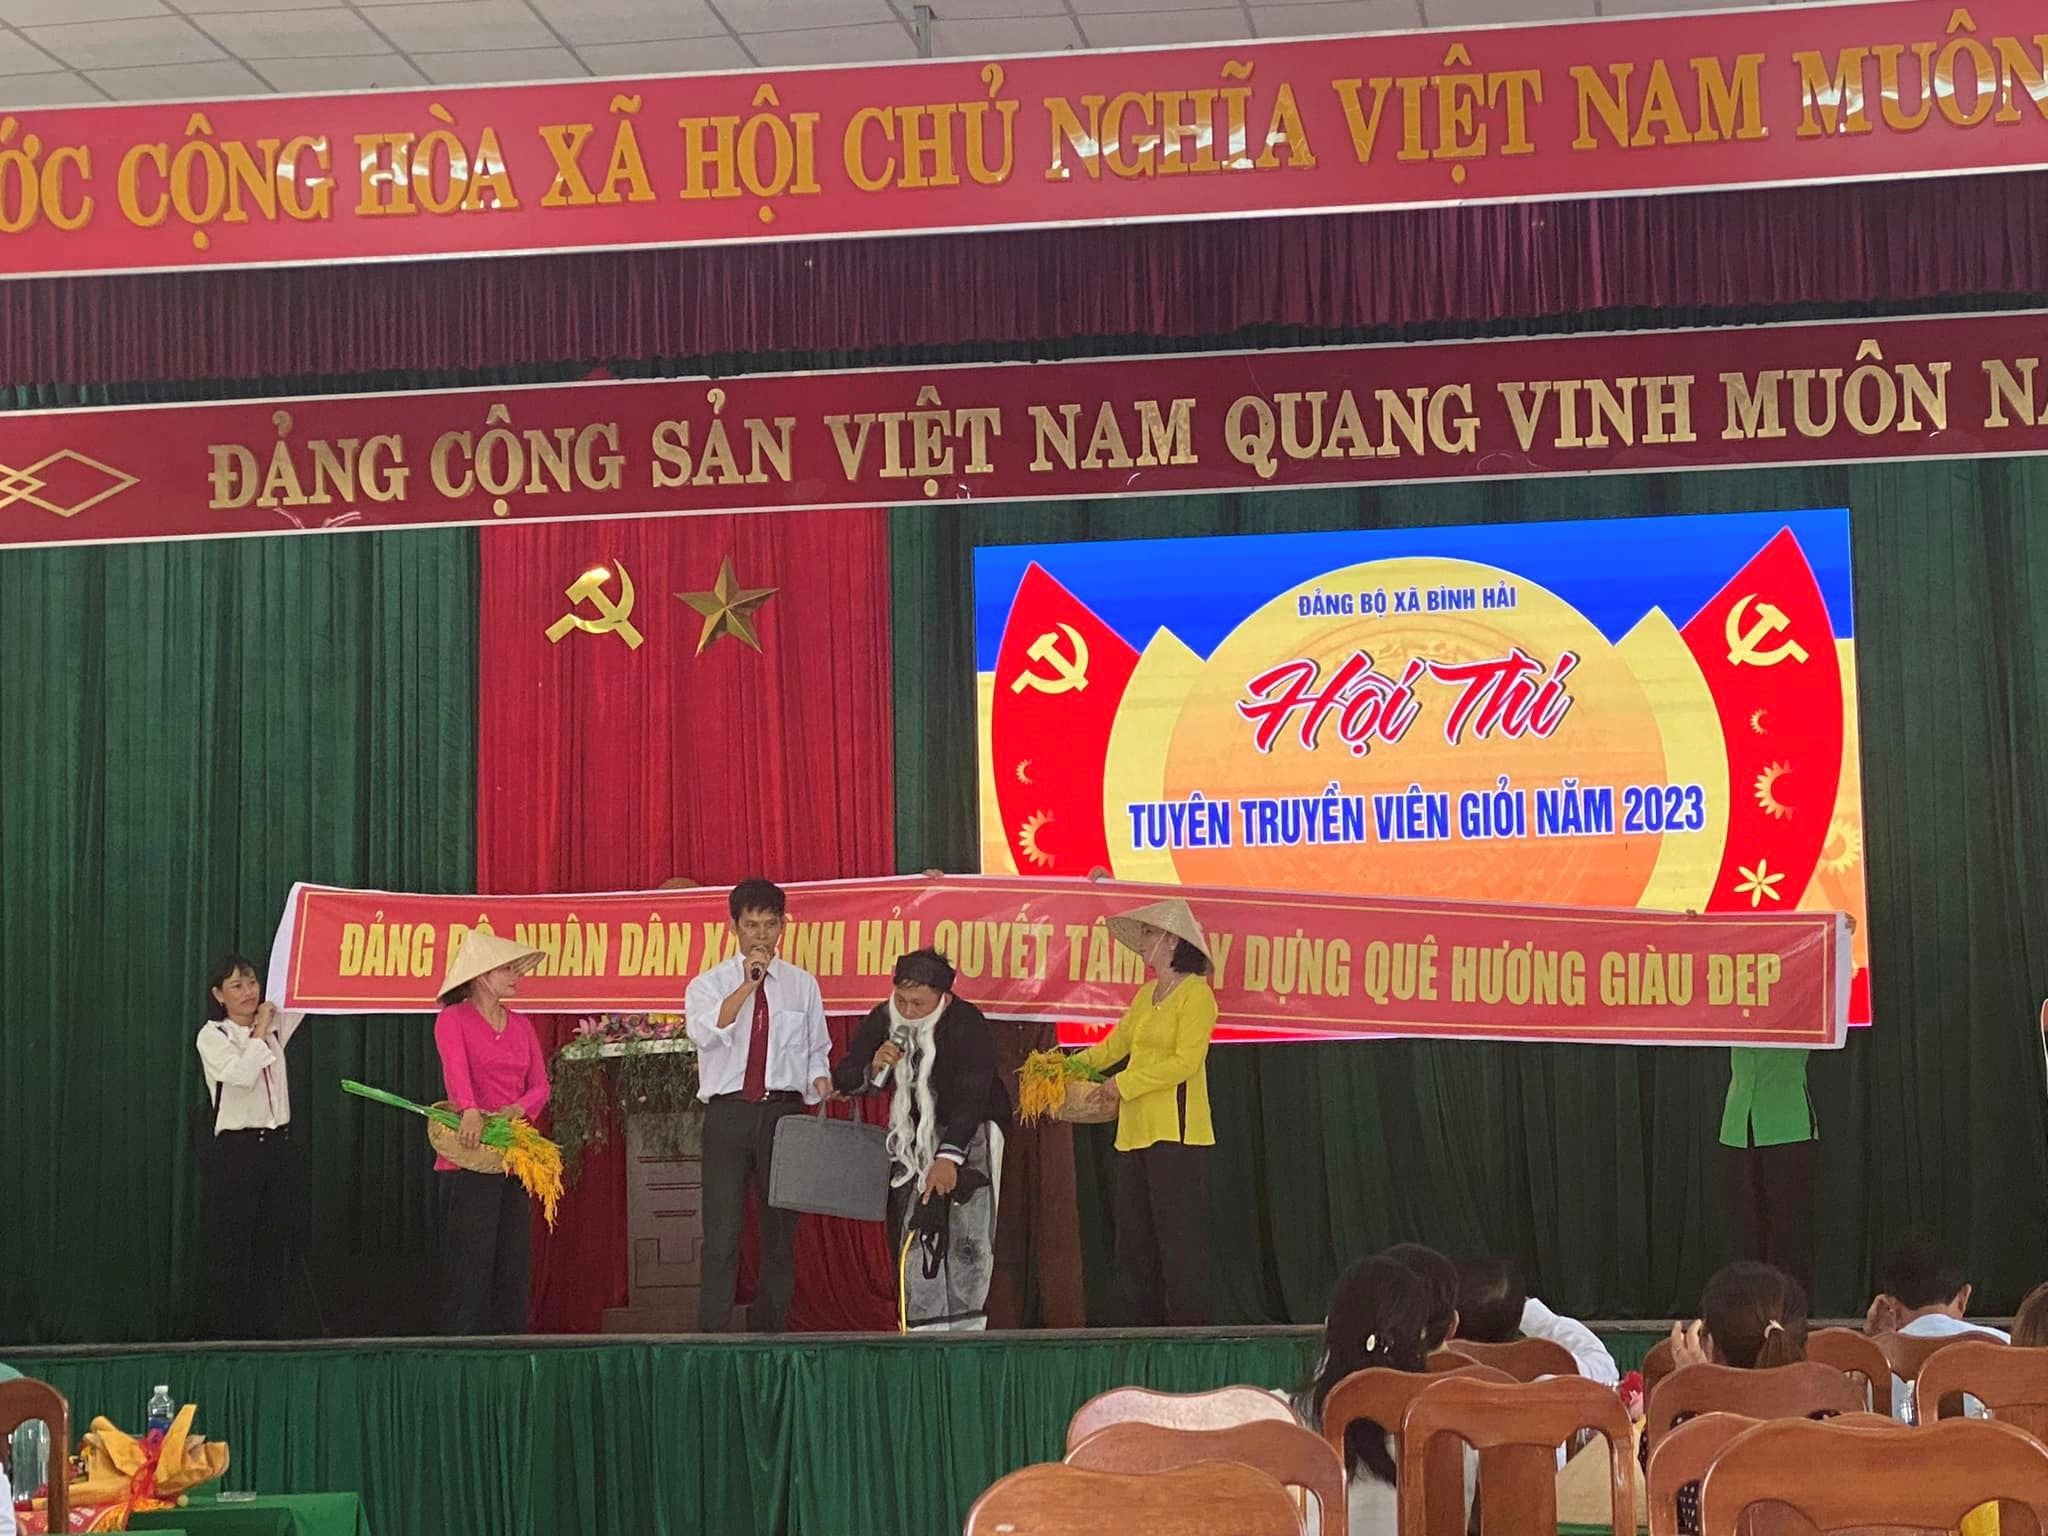 CỘNG HÒA XÃ HỘI CHỦ NGHĨA VIỆT NAM MUÔN
ĐẢNG CỘNG SẢN VIỆT NAM QUANG VINH MUÔN
ĐẢNG BỘ XÃ BÌNH HẢI
Hội Thi
TUYÊN TRUYỀN VIÊN GIỎI NĂM 2023
ĐẢNG BỘ NHÂN DÂN XÃ BÌNH HẢI QUYẾT TÂM XÂY DỰNG QUÊ HƯƠNG GIÀU ĐẸP